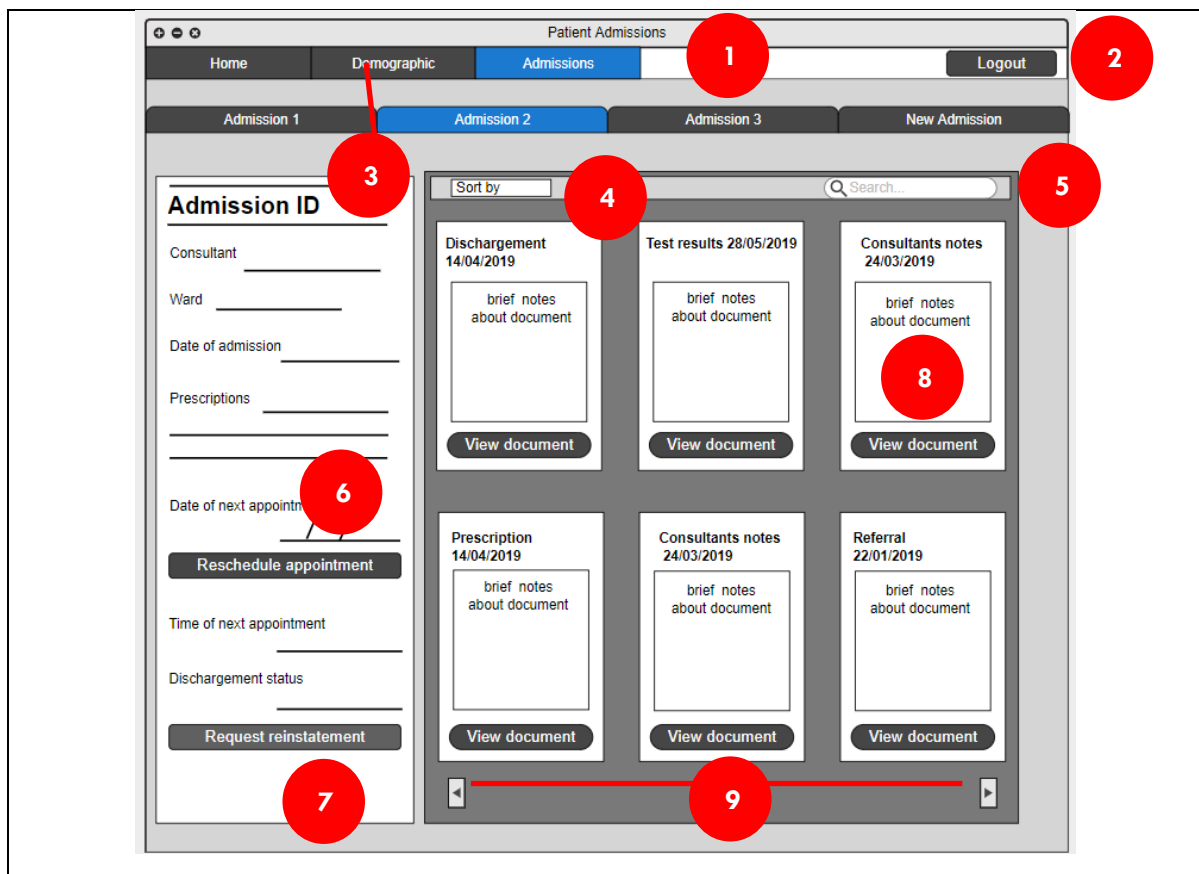 Patient Admissions
Home
Demographic
Admissions
1
Logout
2
Admission 1
Admission 2
Admission 3
New Admission
3
Admission ID
Consultant
Ward
Date of admission
Prescriptions
Date of next appointm
6
Reschedule appointment
Time of next appointment
Dischargement status
Request reinstatement
7
Sort by
4
Search...
5
Dischargement
14/04/2019
brief notes
about document
View document
Test results 28/05/2019
brief notes
about document
View document
Consultants notes
24/03/2019
brief notes
about document
8
View document
Prescription
14/04/2019
brief notes
about document
View document
Consultants notes
24/03/2019
brief notes
about document
View document
Referral
22/01/2019
brief notes
about document
View document
9